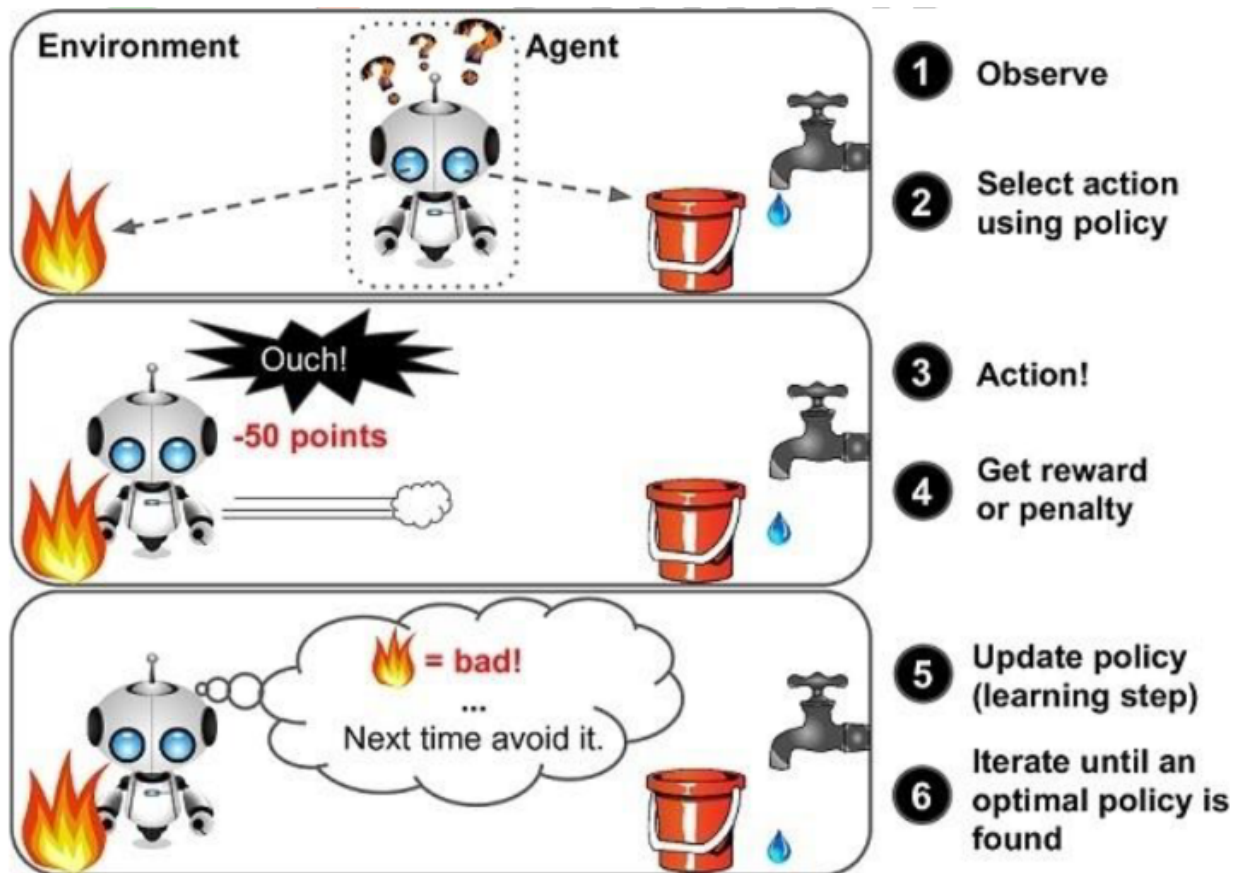 Environment
Agent
1 Observe
2 Select action
using policy
Ouch!
-50 points
3 Action!
4 Get reward
or penalty
= bad!
...
Next time avoid it.
5 Update policy
(learning step)
6 Iterate until an
optimal policy is
found